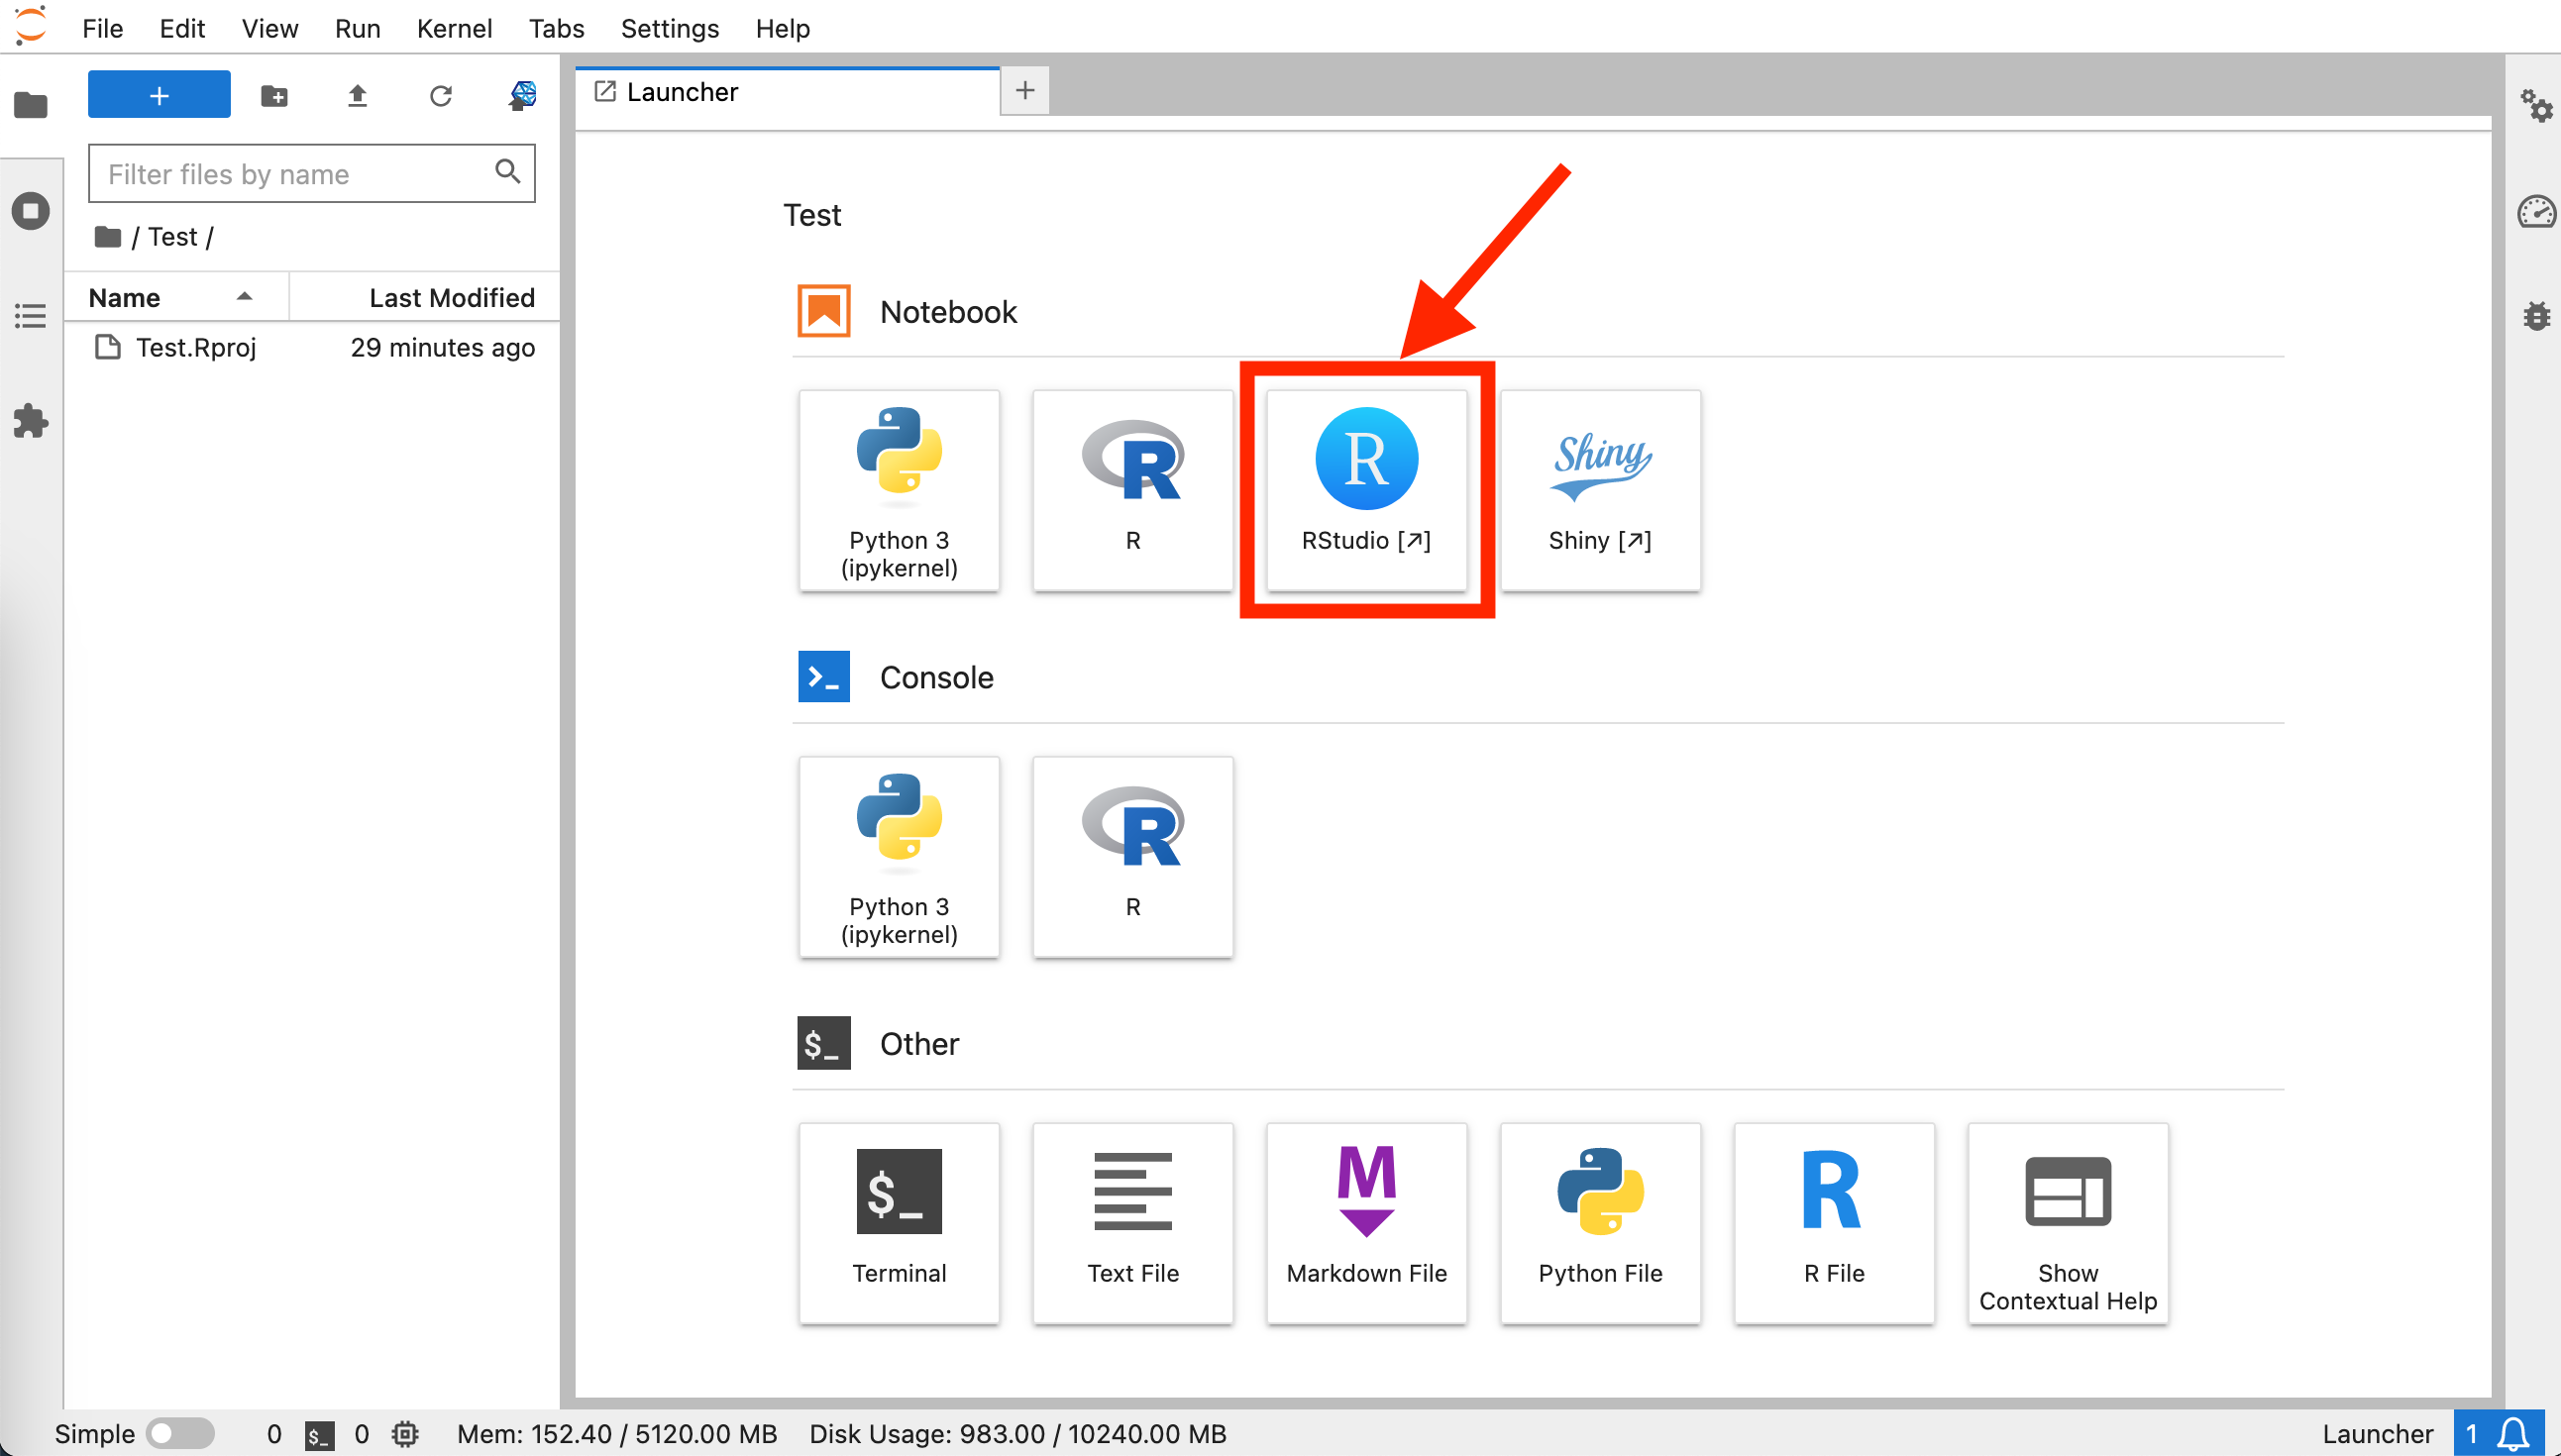 File Edit View Run Kernel Tabs Settings Help
Launcher
Filter files by name
/ Test /
Name Last Modified
Test.Rproj 29 minutes ago
Test
Notebook
Python 3
(ipykernel)
R
R
R
RStudio [↗]
Shiny
Shiny [↗]
Console
Python 3
(ipykernel)
R
R
$_ Other
$_
Terminal
Text File
M
Markdown File
Python File
R
R File
Show
Contextual Help
Simple 0 $_ 0 Mem: 152.40 / 5120.00 MB Disk Usage: 983.00 / 10240.00 MB Launcher 1